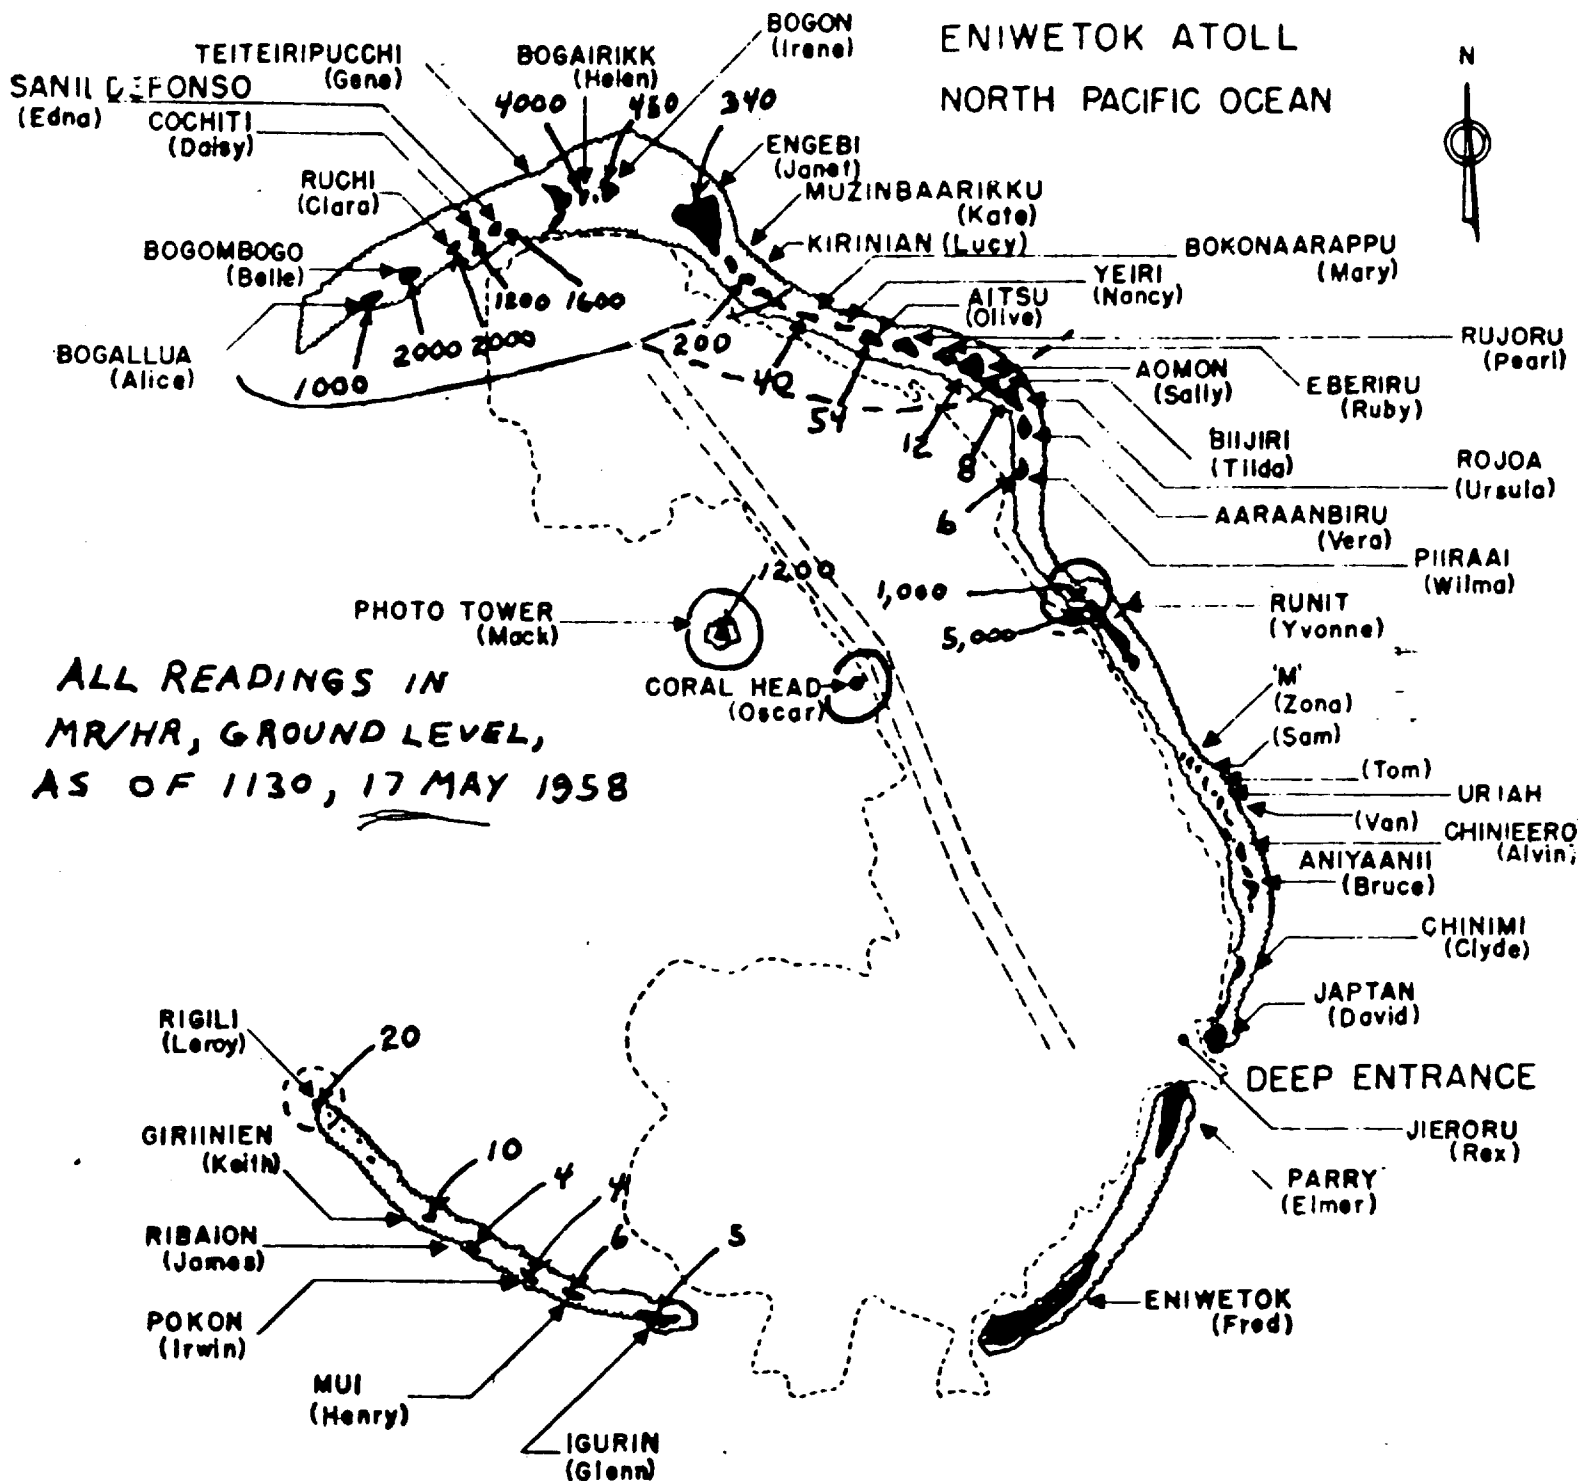 ENIWETOK ATOLL
NORTH PACIFIC OCEAN
N
BOGON
(Irene)
TEITEIRIPUCCHI
(Gene)
BOGAIRIKK
(Helen)
SANIL DEFONSO
(Edna)
COCHITI
(Daisy)
RUCHI
(Clara)
BOGOMBOGO
(Belle)
BOGALLUA
(Alice)
4000
480
340
ENGEBI
(Janet)
MUZINBAARIKKU
(Kate)
KIRINIAN (Lucy)
BOKONAARAPPU
(Mary)
YEIRI
(Nancy)
AITSU
(Olive)
RUJORU
(Pearl)
EBERIRU
(Ruby)
AOMON
(Sally)
BIIJIRI
(Tilda)
ROJOA
(Ursula)
AARAANBIRU
(Vera)
PIIRAAI
(Wilma)
1000
2000
2000
1200
1600
200
40
54
12
8
6
1200
1,000
5,000
RUNIT
(Yvonne)
PHOTO TOWER
(Mack)
CORAL HEAD
(Oscar)
ALL READINGS IN
MR/HR, GROUND LEVEL,
AS OF 1130, 17 MAY 1958
'M'
(Zona)
(Sam)
(Tom)
URIAH
(Van)
CHINIEERO
(Alvin)
ANIYAANII
(Bruce)
CHINIMI
(Clyde)
JAPTAN
(David)
DEEP ENTRANCE
JIERORU
(Rex)
PARRY
(Elmer)
ENIWETOK
(Fred)
RIGILI
(Leroy)
20
GIRIINIEN
(Keith)
10
4
4
6
5
RIBAION
(James)
POKON
(Irwin)
MUI
(Henry)
IGURIN
(Glenn)